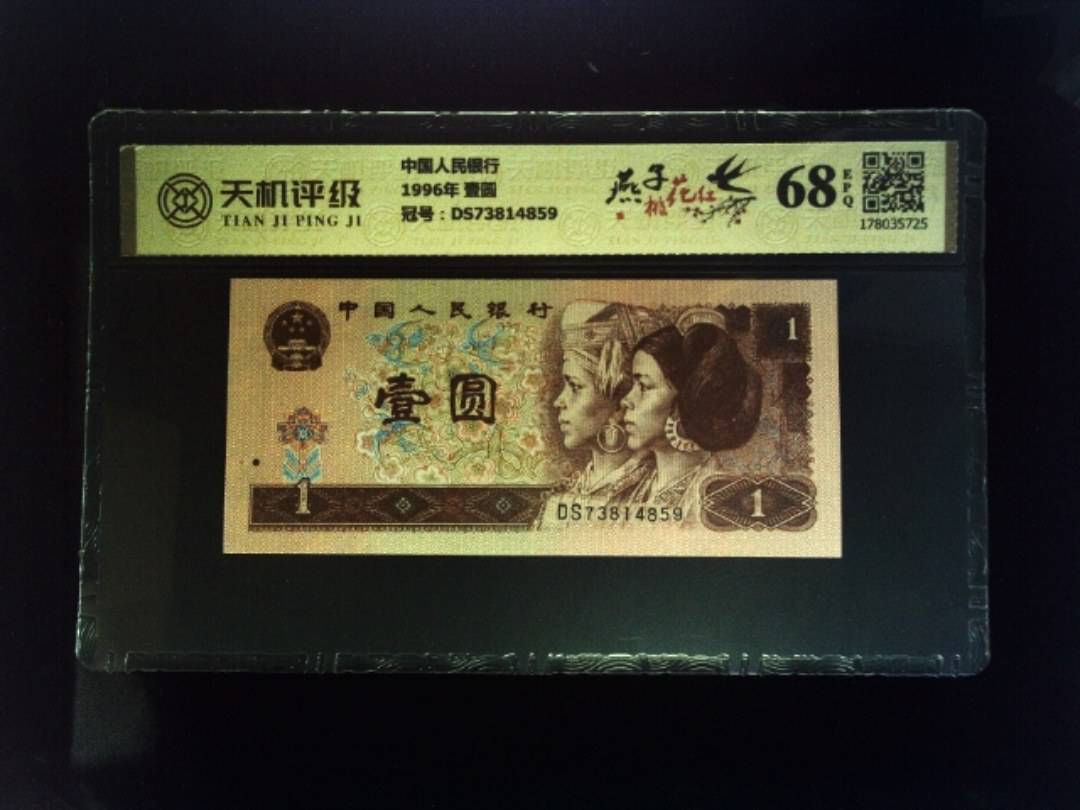 天机评级
TIAN JI PING JI
中国人民银行
1996年 壹圆
冠号：DS73814859
燕子
桃花红
68
EPQ
178035725
中国人民银行
1
壹圆
1
DS73814859
1